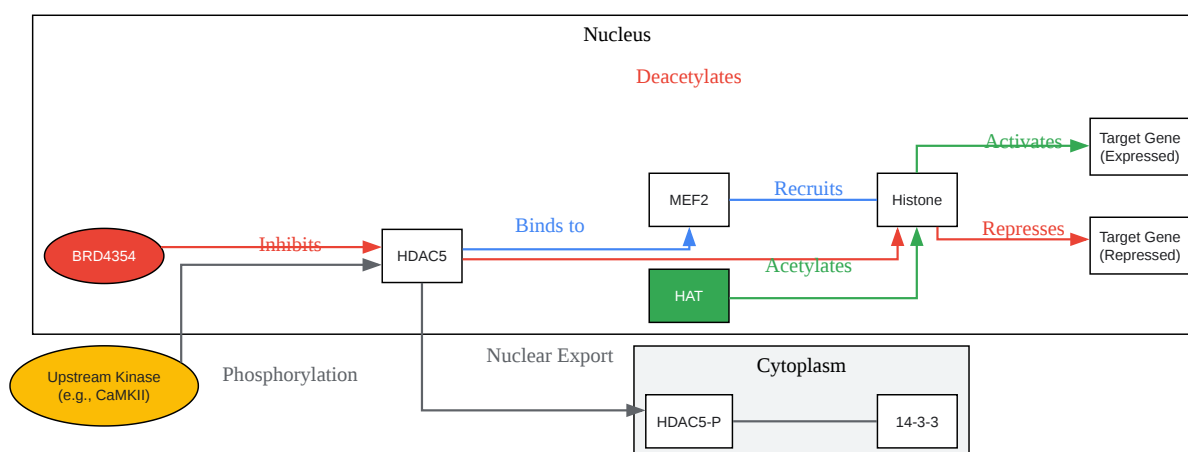 Nucleus
Deacetylates
Activates
Target Gene
(Expressed)
MEF2
Recruits
Histone
Binds to
Represses
Target Gene
(Repressed)
BRD4354
Inhibits
HDAC5
Acetylates
HAT
Upstream Kinase
(e.g., CaMKII)
Phosphorylation
Nuclear Export
Cytoplasm
HDAC5-P
14-3-3